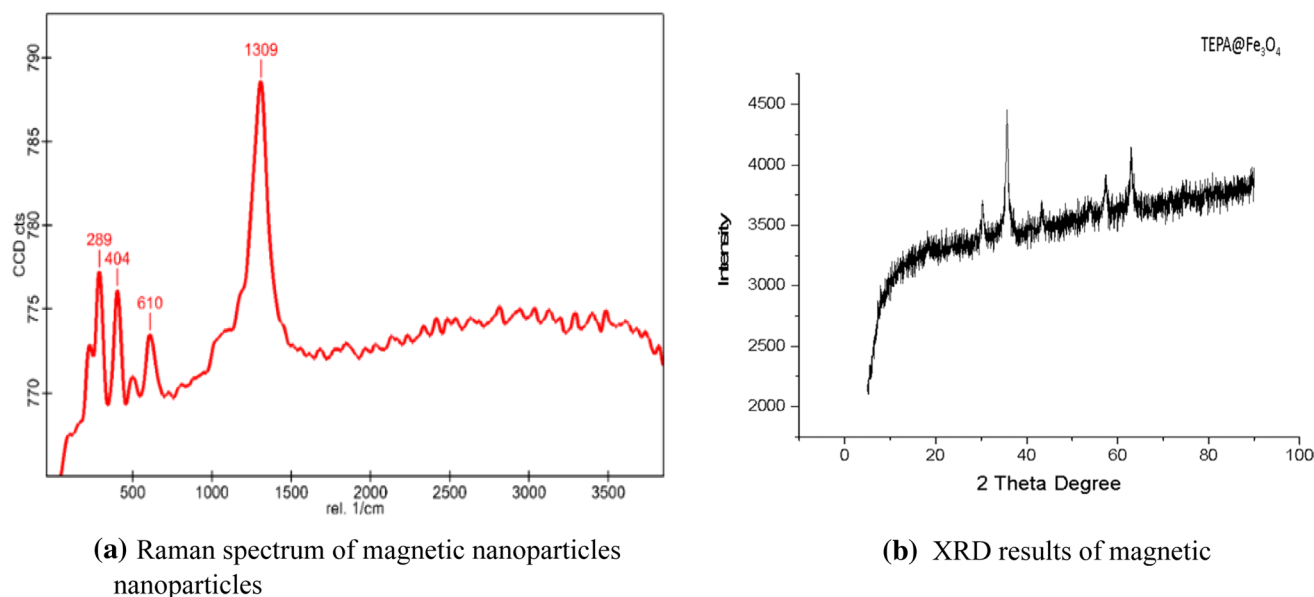 1309
790
785
289
404
780
CCD cts
610
775
770
500 1000 1500 2000 2500 3000 3500
rel. 1/cm
(a) Raman spectrum of magnetic nanoparticles
nanoparticles
TEPA@Fe₃O₄
4500
4000
3500
Intensity
3000
2500
2000
0 20 40 60 80 100
2 Theta Degree
(b) XRD results of magnetic